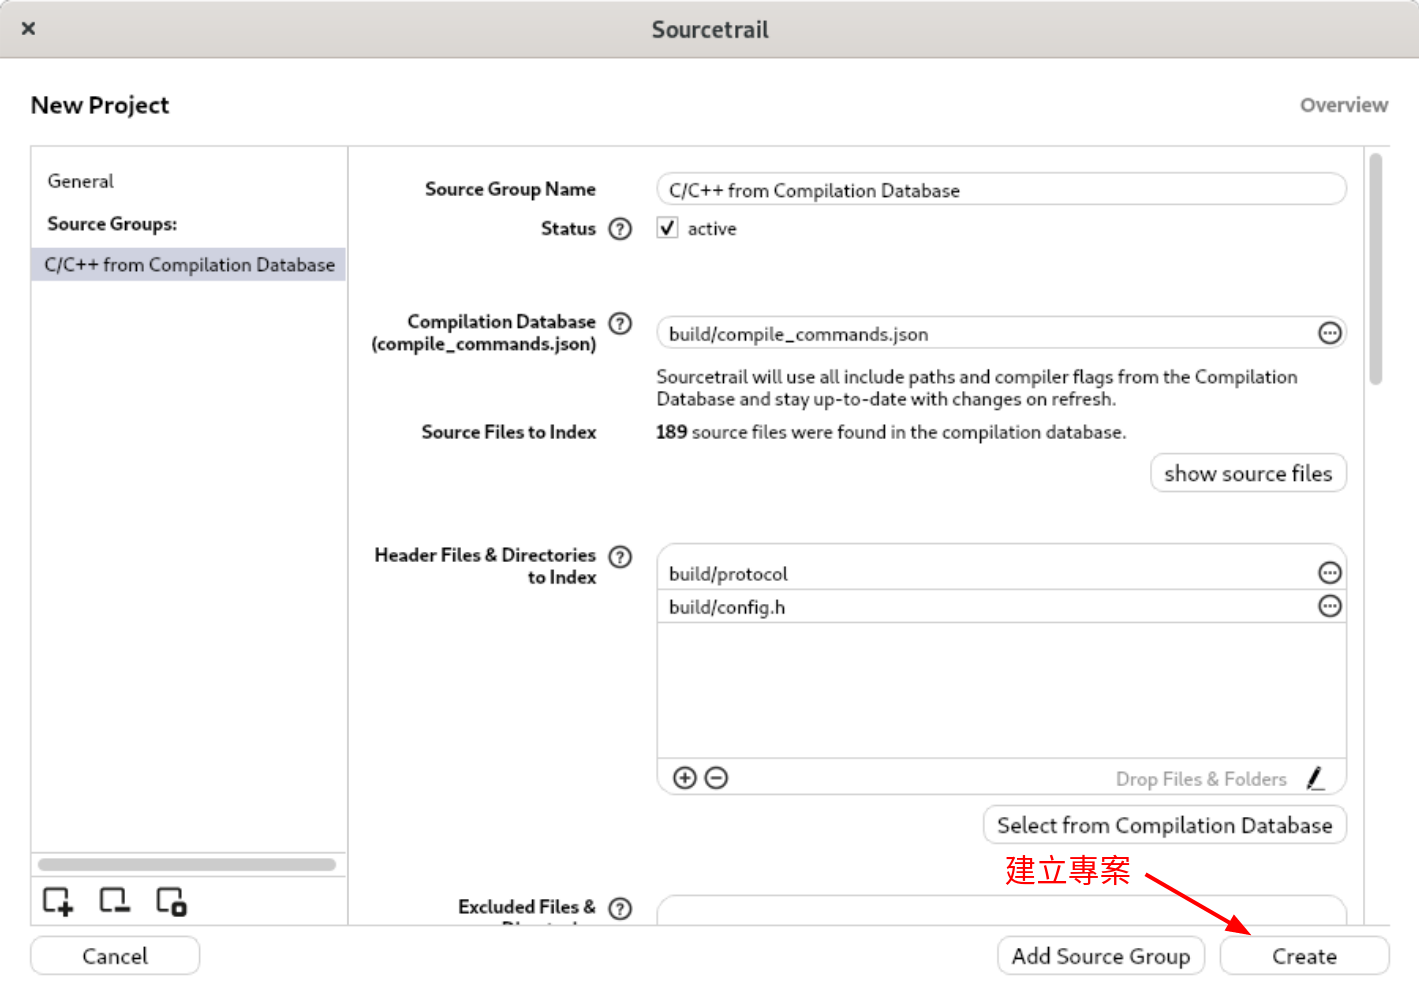 Sourcetrail
New Project
Overview
General
Source Groups:
C/C++ from Compilation Database
Source Group Name
C/C++ from Compilation Database
Status
active
Compilation Database
(compile_commands.json)
build/compile_commands.json
Sourcetrail will use all include paths and compiler flags from the Compilation
Database and stay up-to-date with changes on refresh.
Source Files to Index
189 source files were found in the compilation database.
show source files
Header Files & Directories
to Index
build/protocol
build/config.h
Drop Files & Folders
Select from Compilation Database
建立專案
Excluded Files &
Cancel
Add Source Group
Create